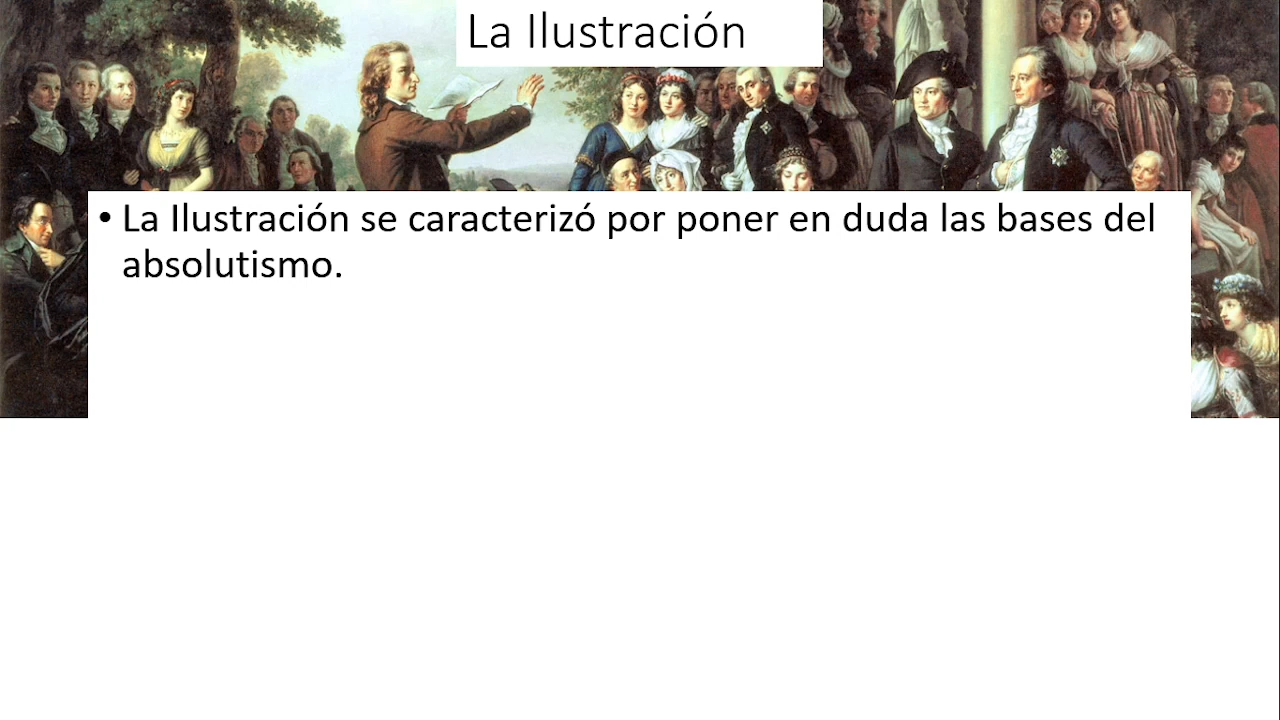 La Ilustración
• La Ilustración se caracterizó por poner en duda las bases del
absolutismo.